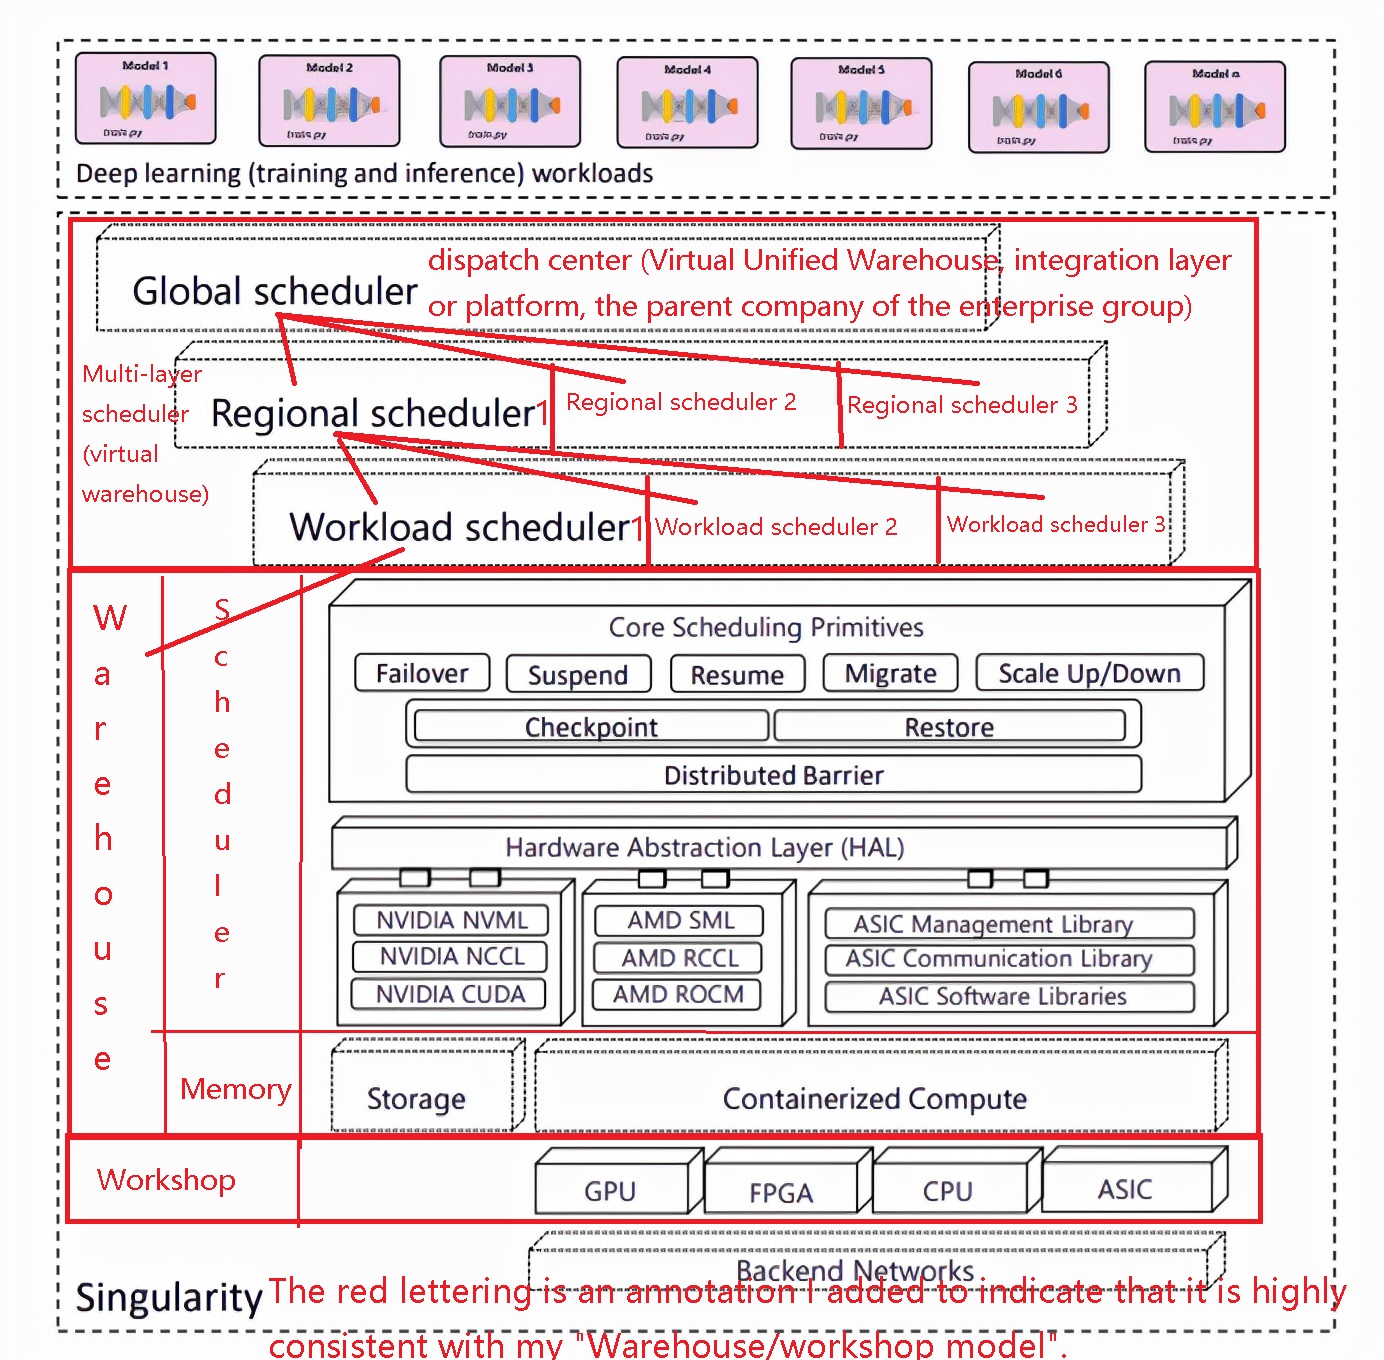 Model 1
Model 2
Model 3
Model 4
Model 5
Model 6
Model n
train.py
train.py
train.py
train.py
train.py
train.py
train.py
Deep learning (training and inference) workloads
Global scheduler
dispatch center (Virtual Unified Warehouse, integration layer
or platform, the parent company of the enterprise group)
Multi-layer
scheduler
(virtual
warehouse)
Regional scheduler1
Regional scheduler 2
Regional scheduler 3
Workload scheduler1
Workload scheduler 2
Workload scheduler 3
Warehouse
Scheduler
Core Scheduling Primitives
Failover
Suspend
Resume
Migrate
Scale Up/Down
Checkpoint
Restore
Distributed Barrier
Hardware Abstraction Layer (HAL)
NVIDIA NVML
NVIDIA NCCL
NVIDIA CUDA
AMD SML
AMD RCCL
AMD ROCM
ASIC Management Library
ASIC Communication Library
ASIC Software Libraries
Memory
Storage
Containerized Compute
Workshop
GPU
FPGA
CPU
ASIC
Backend Networks
Singularity
The red lettering is an annotation I added to indicate that it is highly
consistent with my "Warehouse/workshop model".